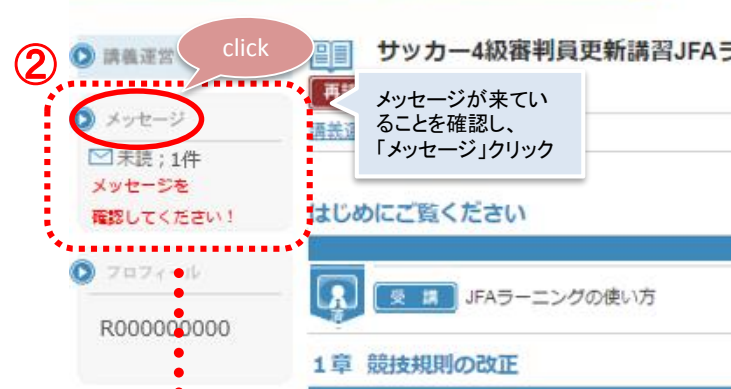 ②
講義運営
click
サッカー4級審判員更新講習JFAラ
再
メッセージが来てい
ることを確認し、
「メッセージ」クリック
メッセージ
未読；1件
メッセージを
確認してください！
はじめにご覧ください
プロフィール
R000000000
受 講
JFAラーニングの使い方
1章 競技規則の改正